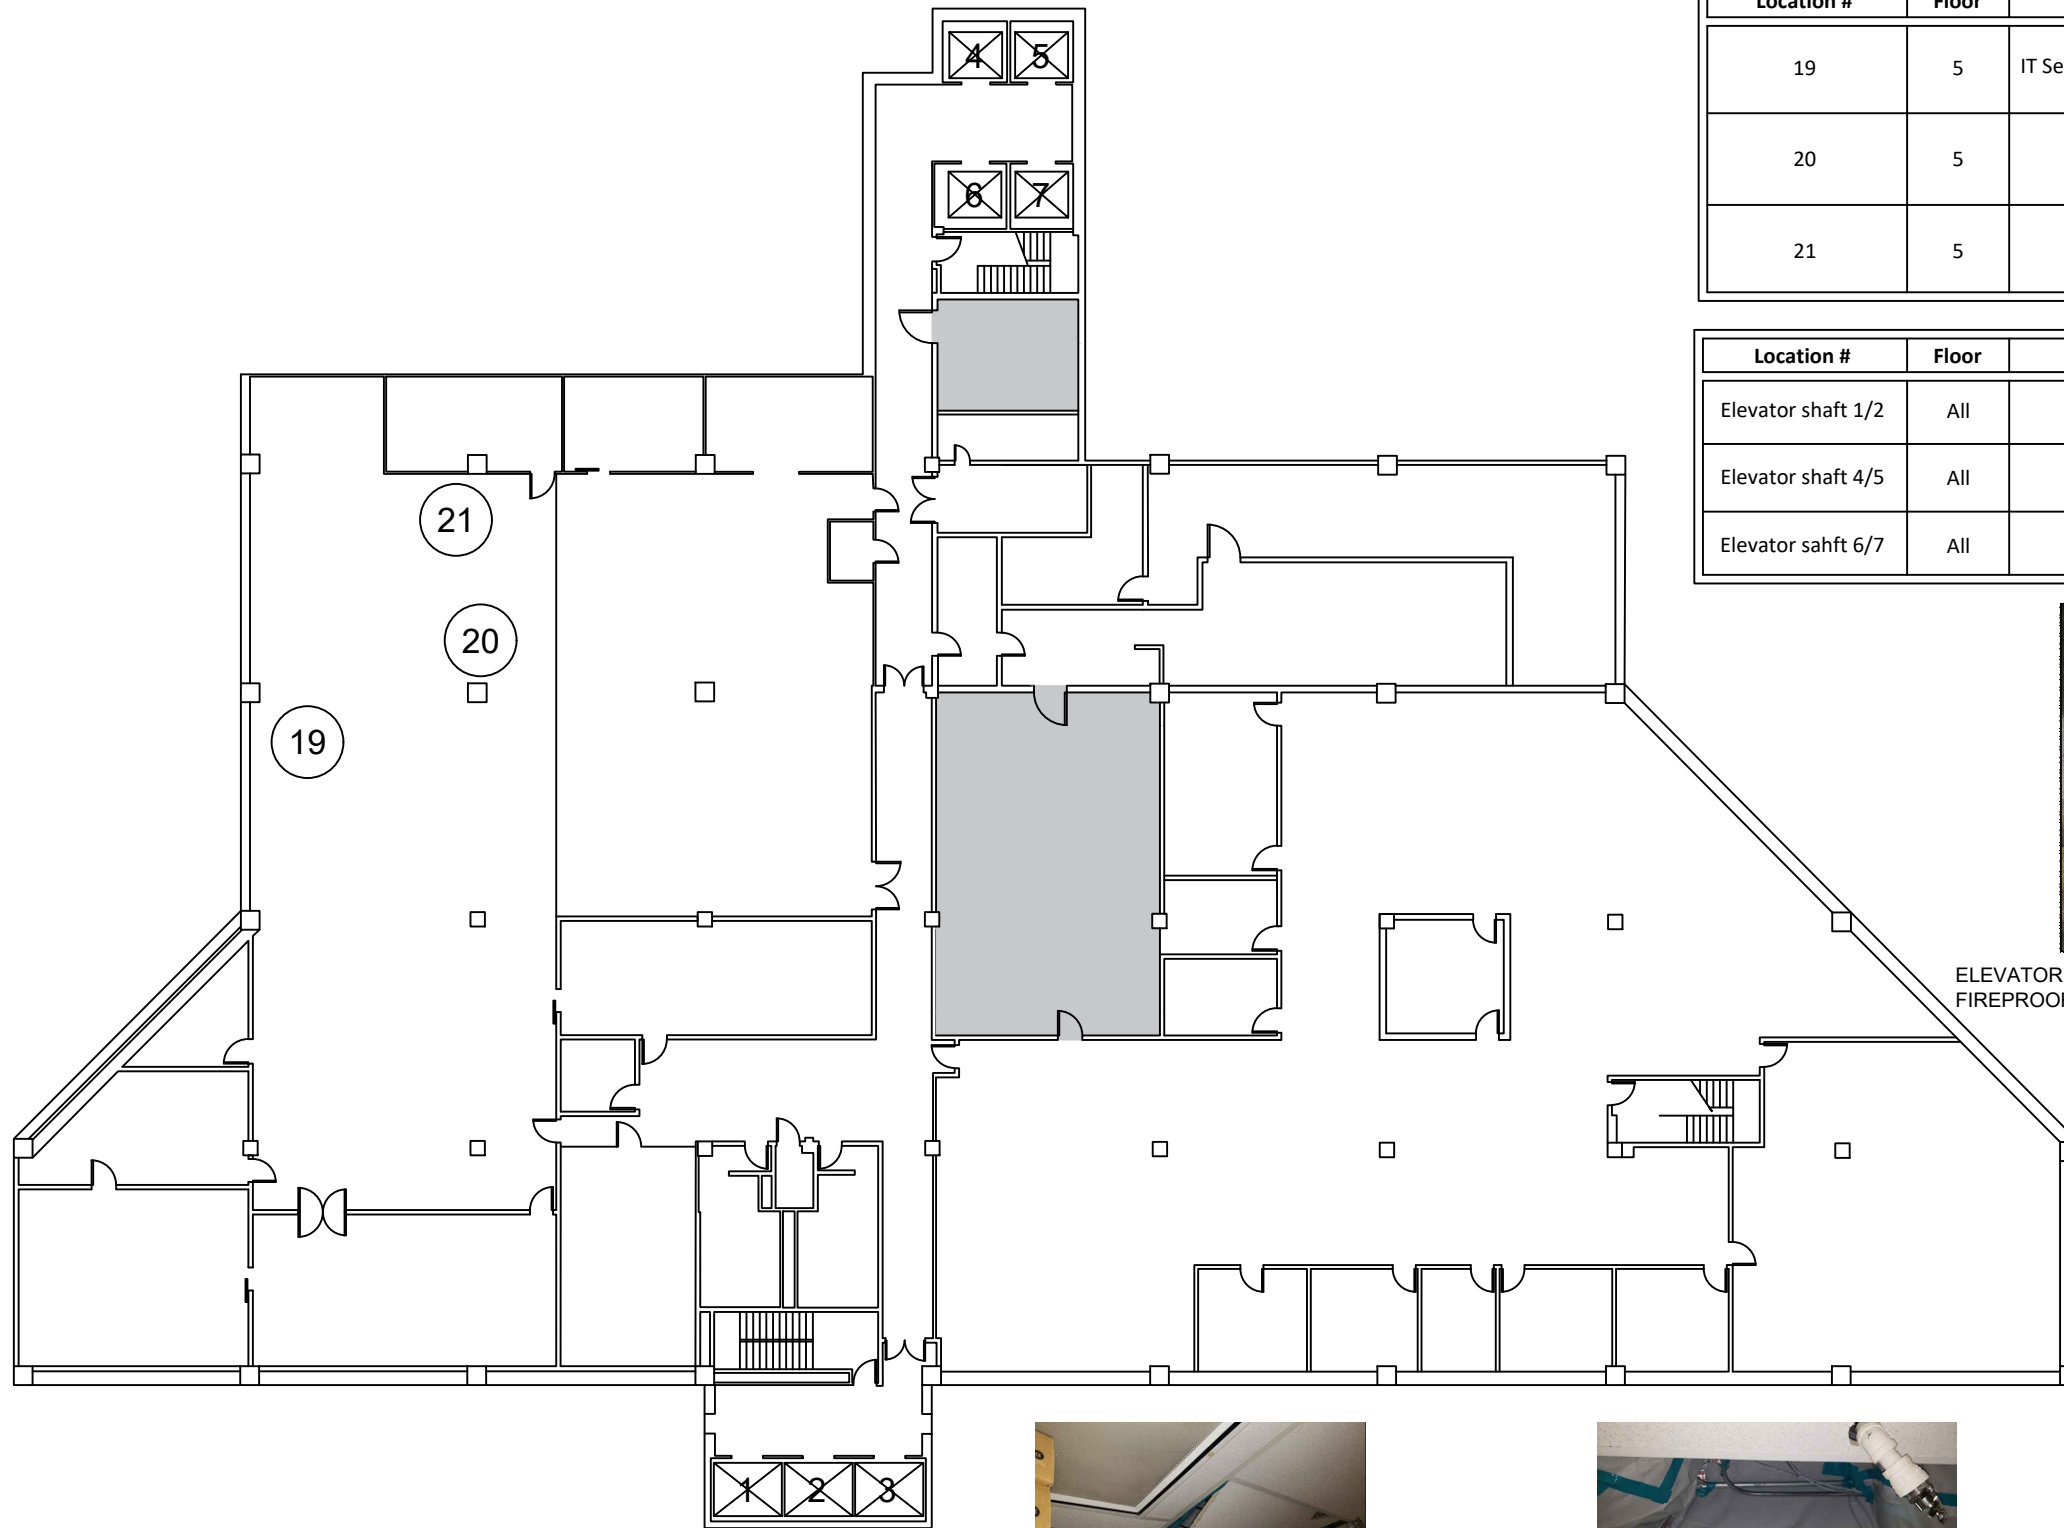 Location # Floor
19 5 IT Se
20 5
21 5
Location # Floor
Elevator shaft 1/2 All
Elevator shaft 4/5 All
Elevator sahft 6/7 All
4 5
6 7
21
20
19
ELEVATOR
FIREPROOF
1 2 3